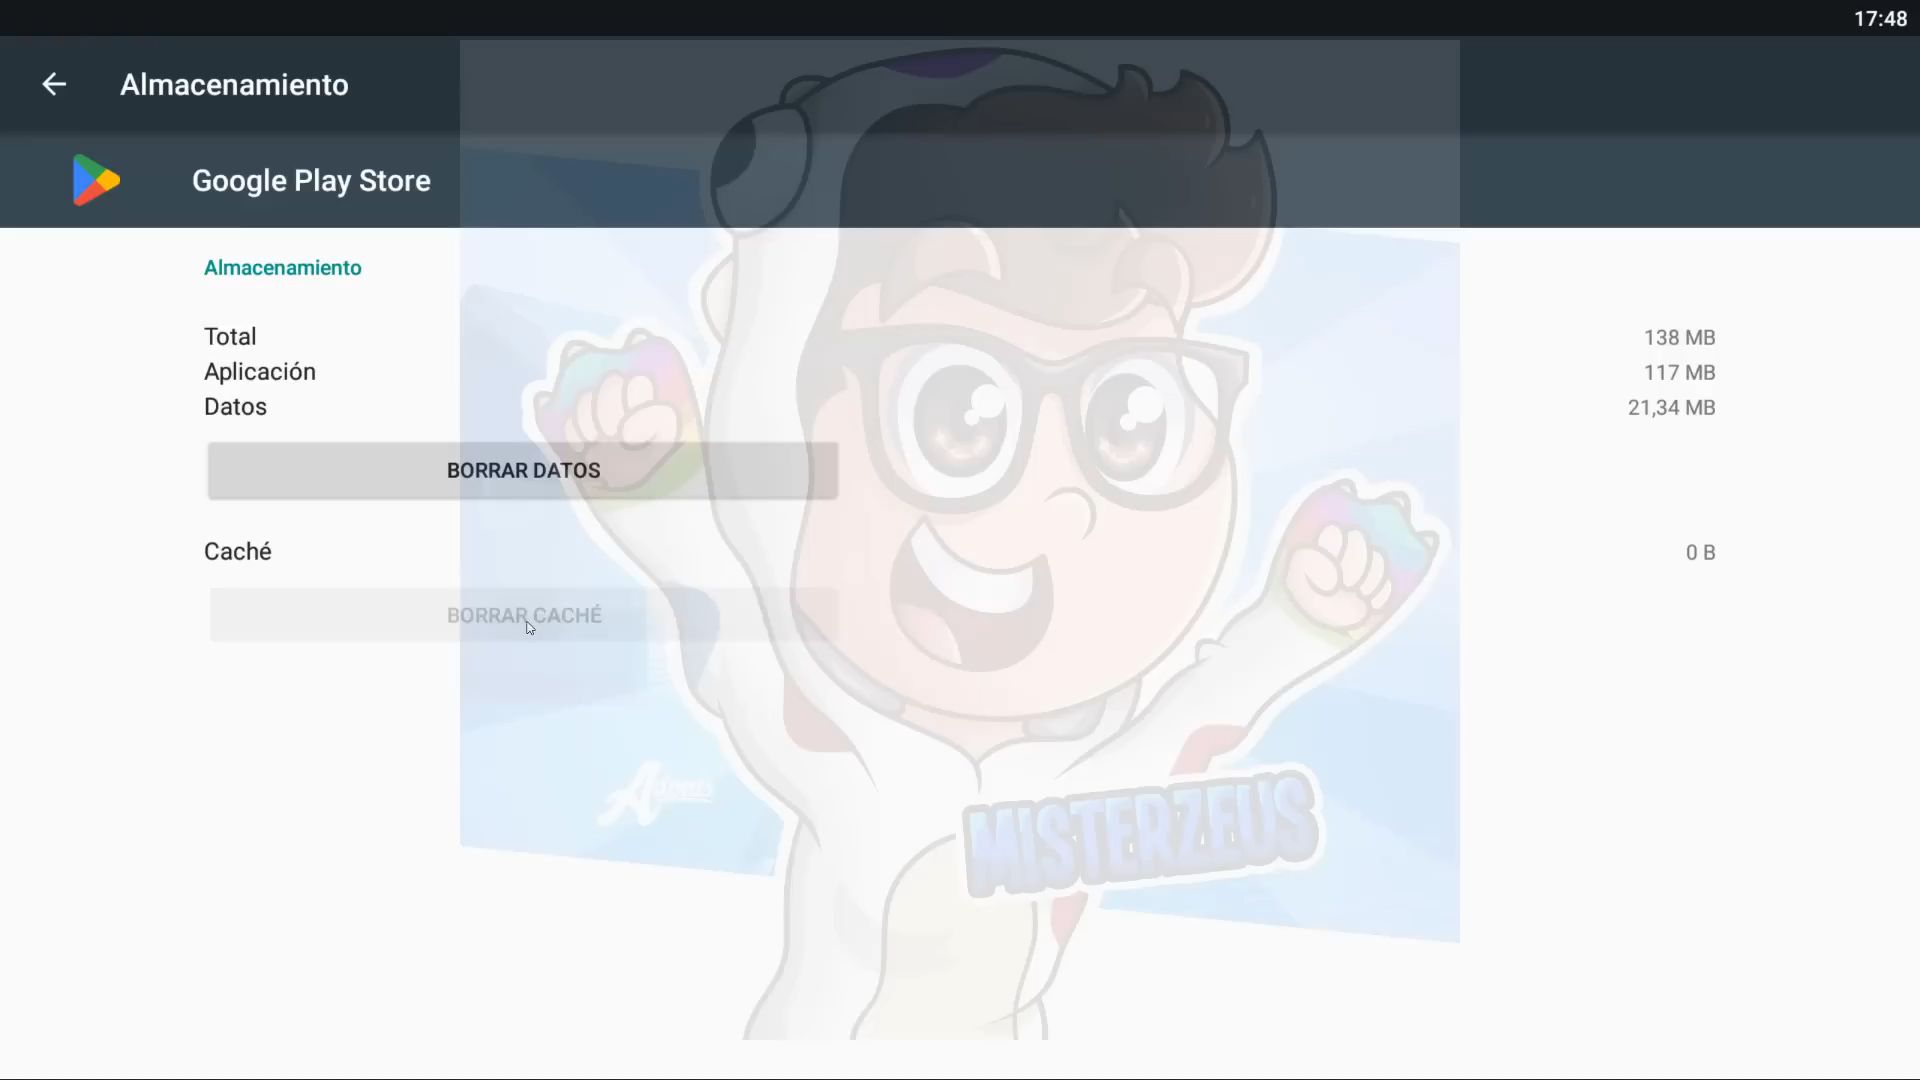 17:48
Almacenamiento
Google Play Store
Almacenamiento
Total 138 MB
Aplicación 117 MB
Datos 21,34 MB
BORRAR DATOS
Caché 0 B
BORRAR CACHÉ
MISTERZEUS